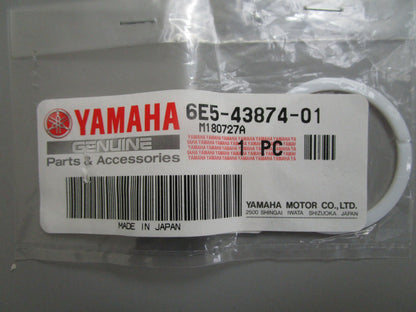 YAMAHA 6E5-43874-01
GENUINE M180727A
Parts & Accessories 1 PC
MADE IN JAPAN
YAMAHA MOTOR CO.,LTD.
2500 SHINGAI IWATA SHIZUOKA JAPAN